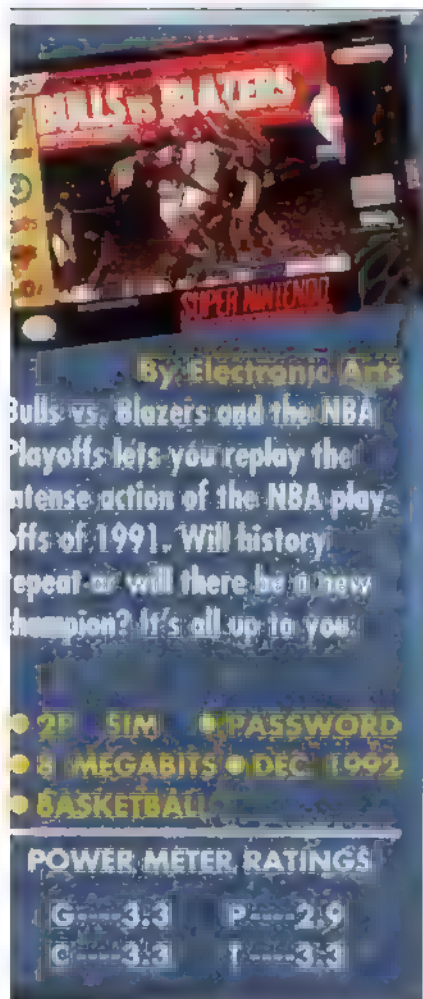 BULLS vs BLAZERS
SUPER NINTENDO
By Electronic Arts
Bulls vs. Blazers and the NBA
Playoffs lets you replay the
ntense action of the NBA play-
offs of 1991. Will history
repeat or will there be a new
champion? It's all up to you.
● 2P SIM ● PASSWORD
● 8 MEGABITS ● DEC. 1992
● BASKETBALL
POWER METER RATINGS
G----3.3 P----2.9
C----3.3 T----3.3